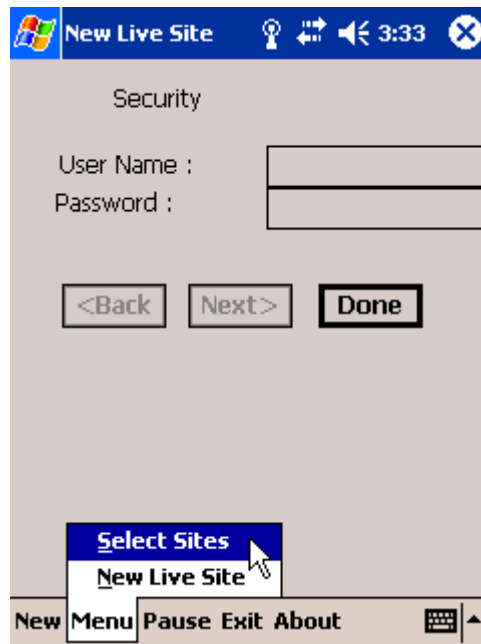 New Live Site 3:33
Security
User Name :
Password :
<Back Next> Done
Select Sites
New Live Site
New Menu Pause Exit About